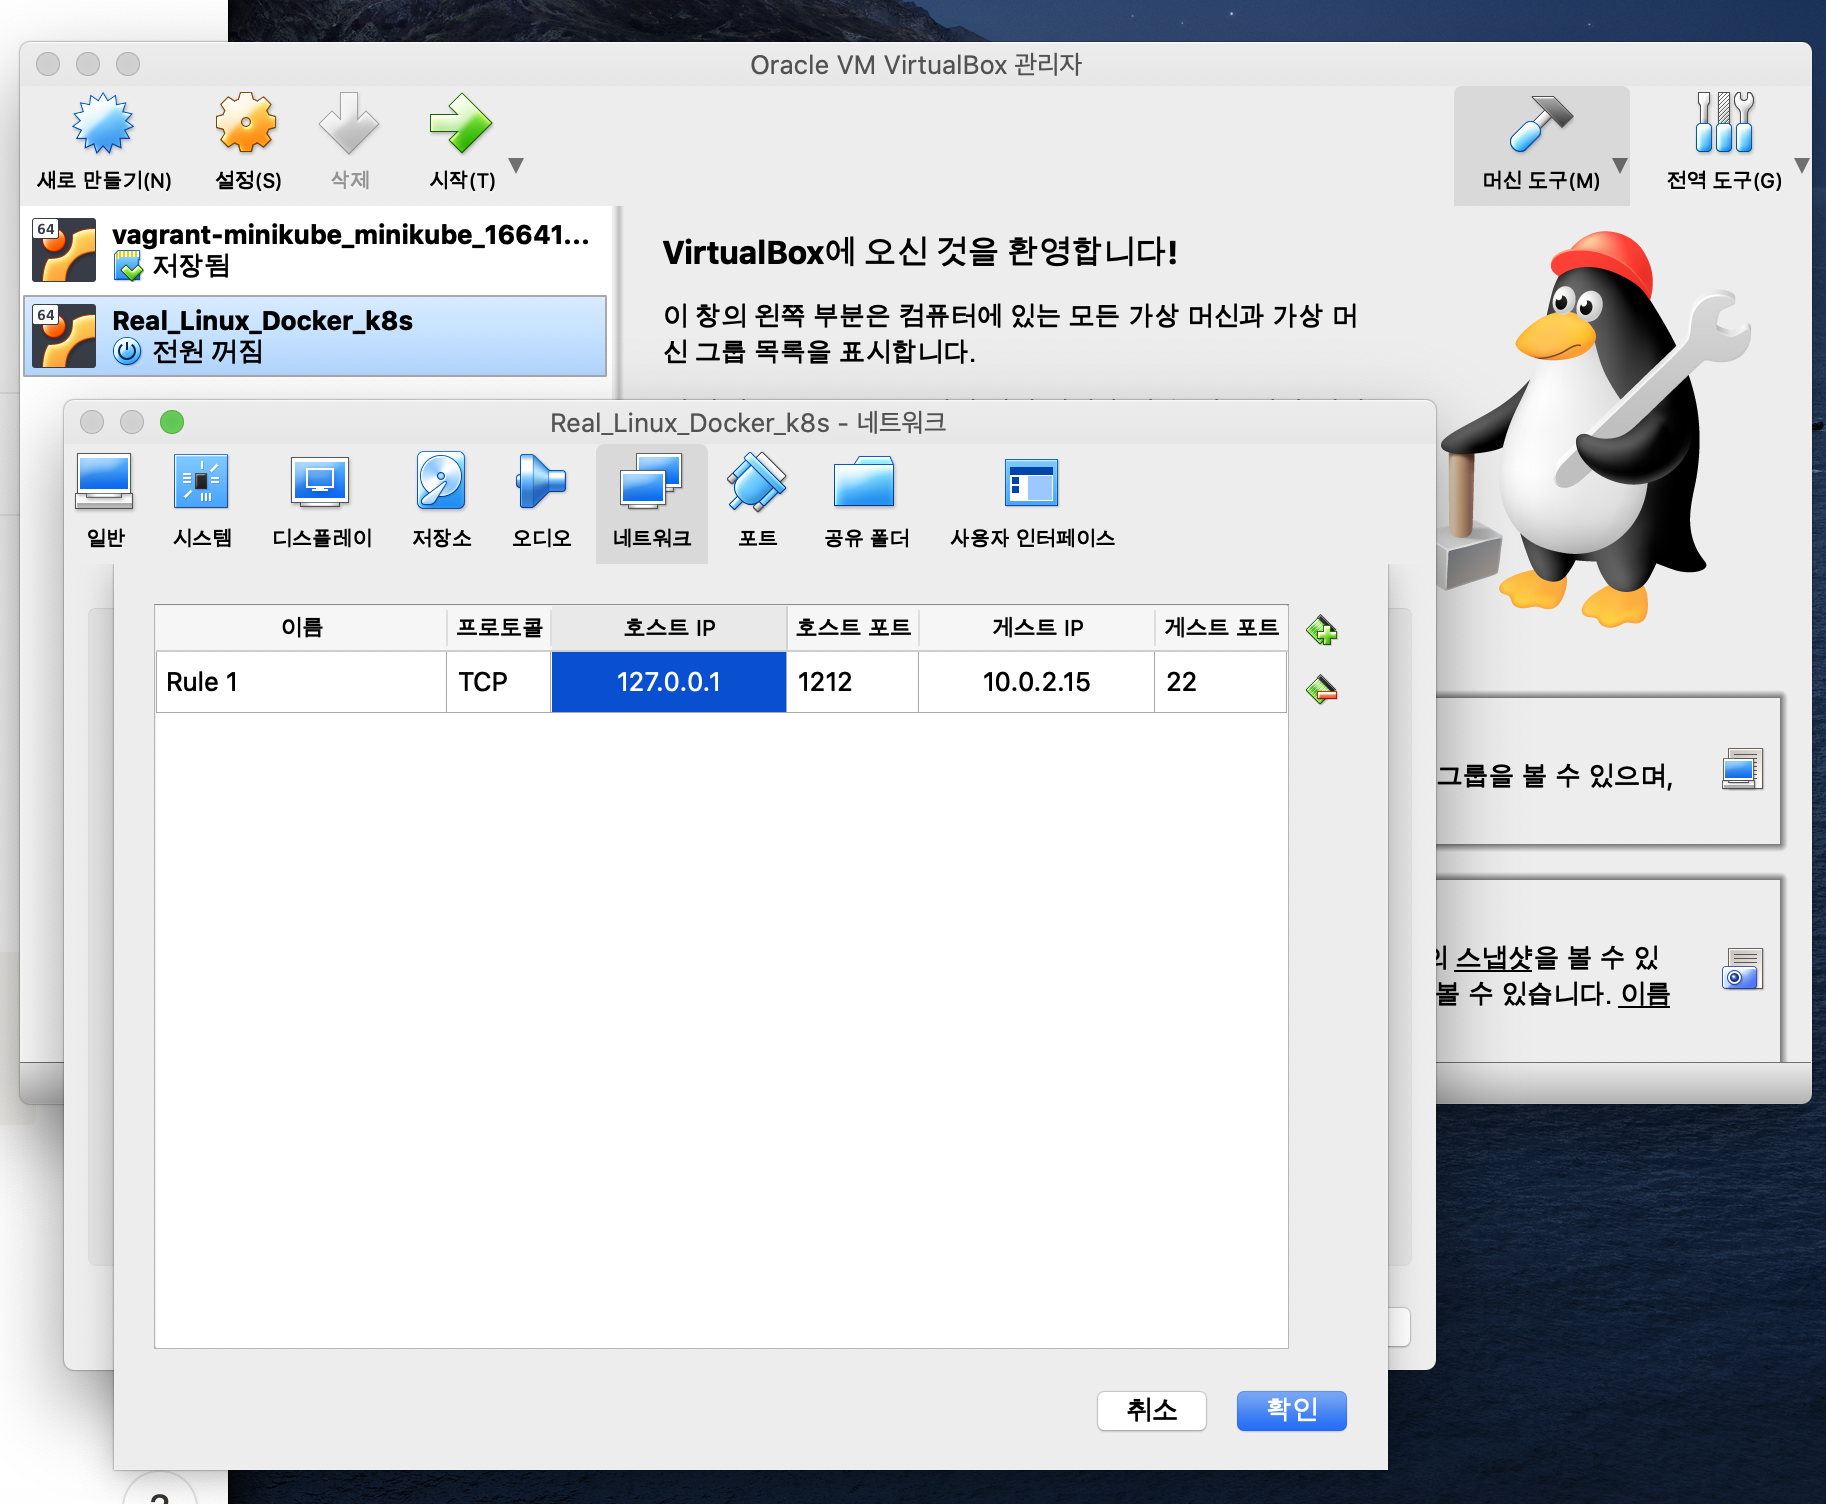 Oracle VM VirtualBox 관리자
새로 만들기(N)
설정(S)
삭제
시작(T)
머신 도구(M)
전역 도구(G)
64
vagrant-minikube_minikube_16641...
저장됨
64
Real_Linux_Docker_k8s
전원 꺼짐
VirtualBox에 오신 것을 환영합니다!
이 창의 왼쪽 부분은 컴퓨터에 있는 모든 가상 머신과 가상 머
신 그룹 목록을 표시합니다.
Real_Linux_Docker_k8s - 네트워크
일반
시스템
디스플레이
저장소
오디오
네트워크
포트
공유 폴더
사용자 인터페이스
이름 프로토콜 호스트 IP 호스트 포트 게스트 IP 게스트 포트
Rule 1 TCP 127.0.0.1 1212 10.0.2.15 22
그룹을 볼 수 있으며,
의 스냅샷을 볼 수 있
볼 수 있습니다. 이름
취소
확인